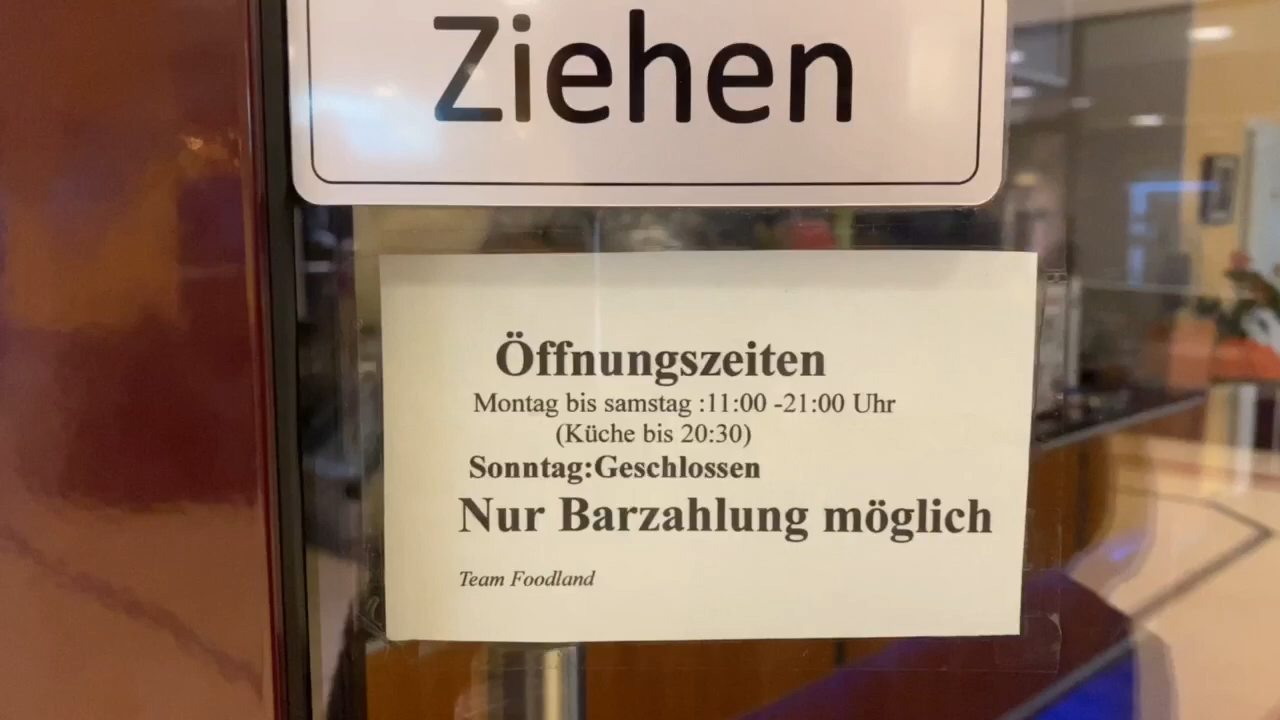 Ziehen
Öffnungszeiten
Montag bis samstag :11:00 -21:00 Uhr
(Küche bis 20:30)
Sonntag:Geschlossen
Nur Barzahlung möglich
Team Foodland